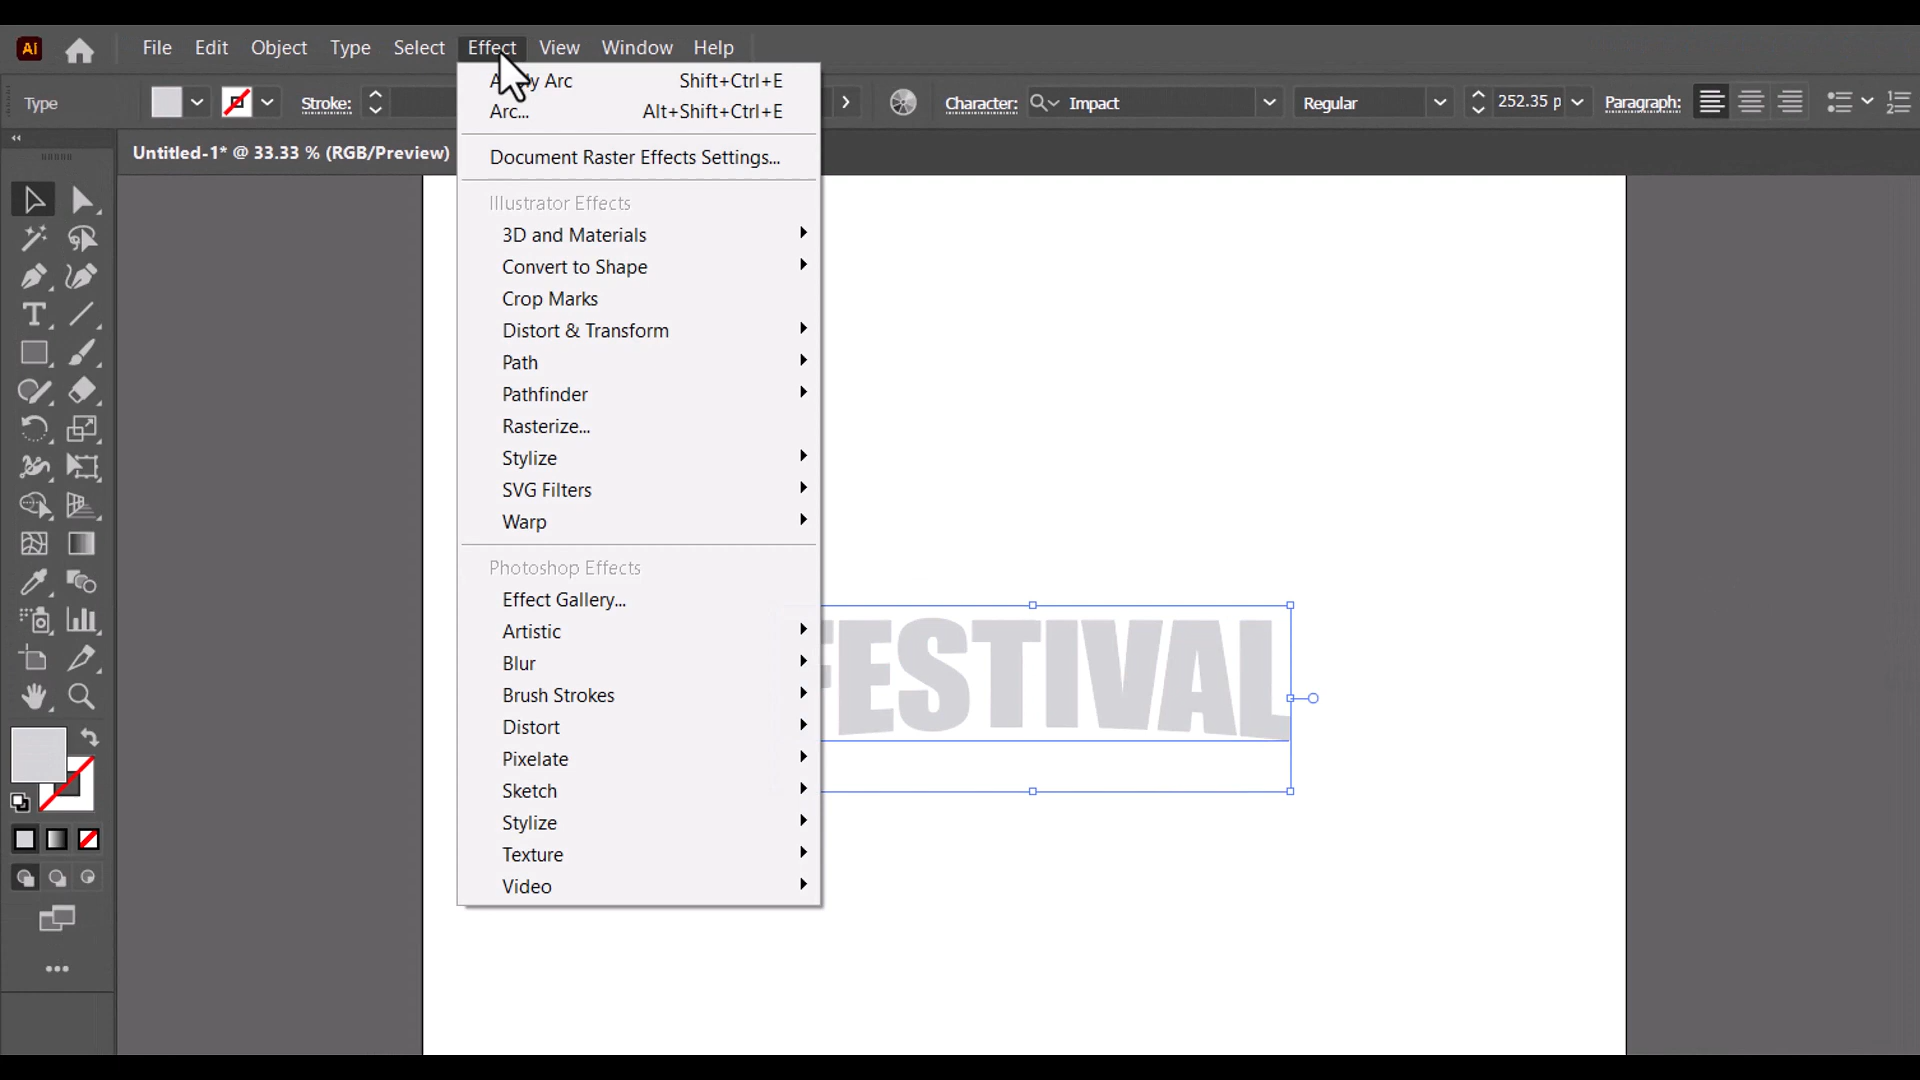 Ai File Edit Object Type Select Effect View Window Help
Type Stroke: Character: Impact Regular 252.35 p Paragraph:
Untitled-1* @ 33.33 % (RGB/Preview)
Arc Shift+Ctrl+E
Arc... Alt+Shift+Ctrl+E
Document Raster Effects Settings...
Illustrator Effects
3D and Materials
Convert to Shape
Crop Marks
Distort & Transform
Path
Pathfinder
Rasterize...
Stylize
SVG Filters
Warp
Photoshop Effects
Effect Gallery...
Artistic
Blur
Brush Strokes
Distort
Pixelate
Sketch
Stylize
Texture
Video
FESTIVAL